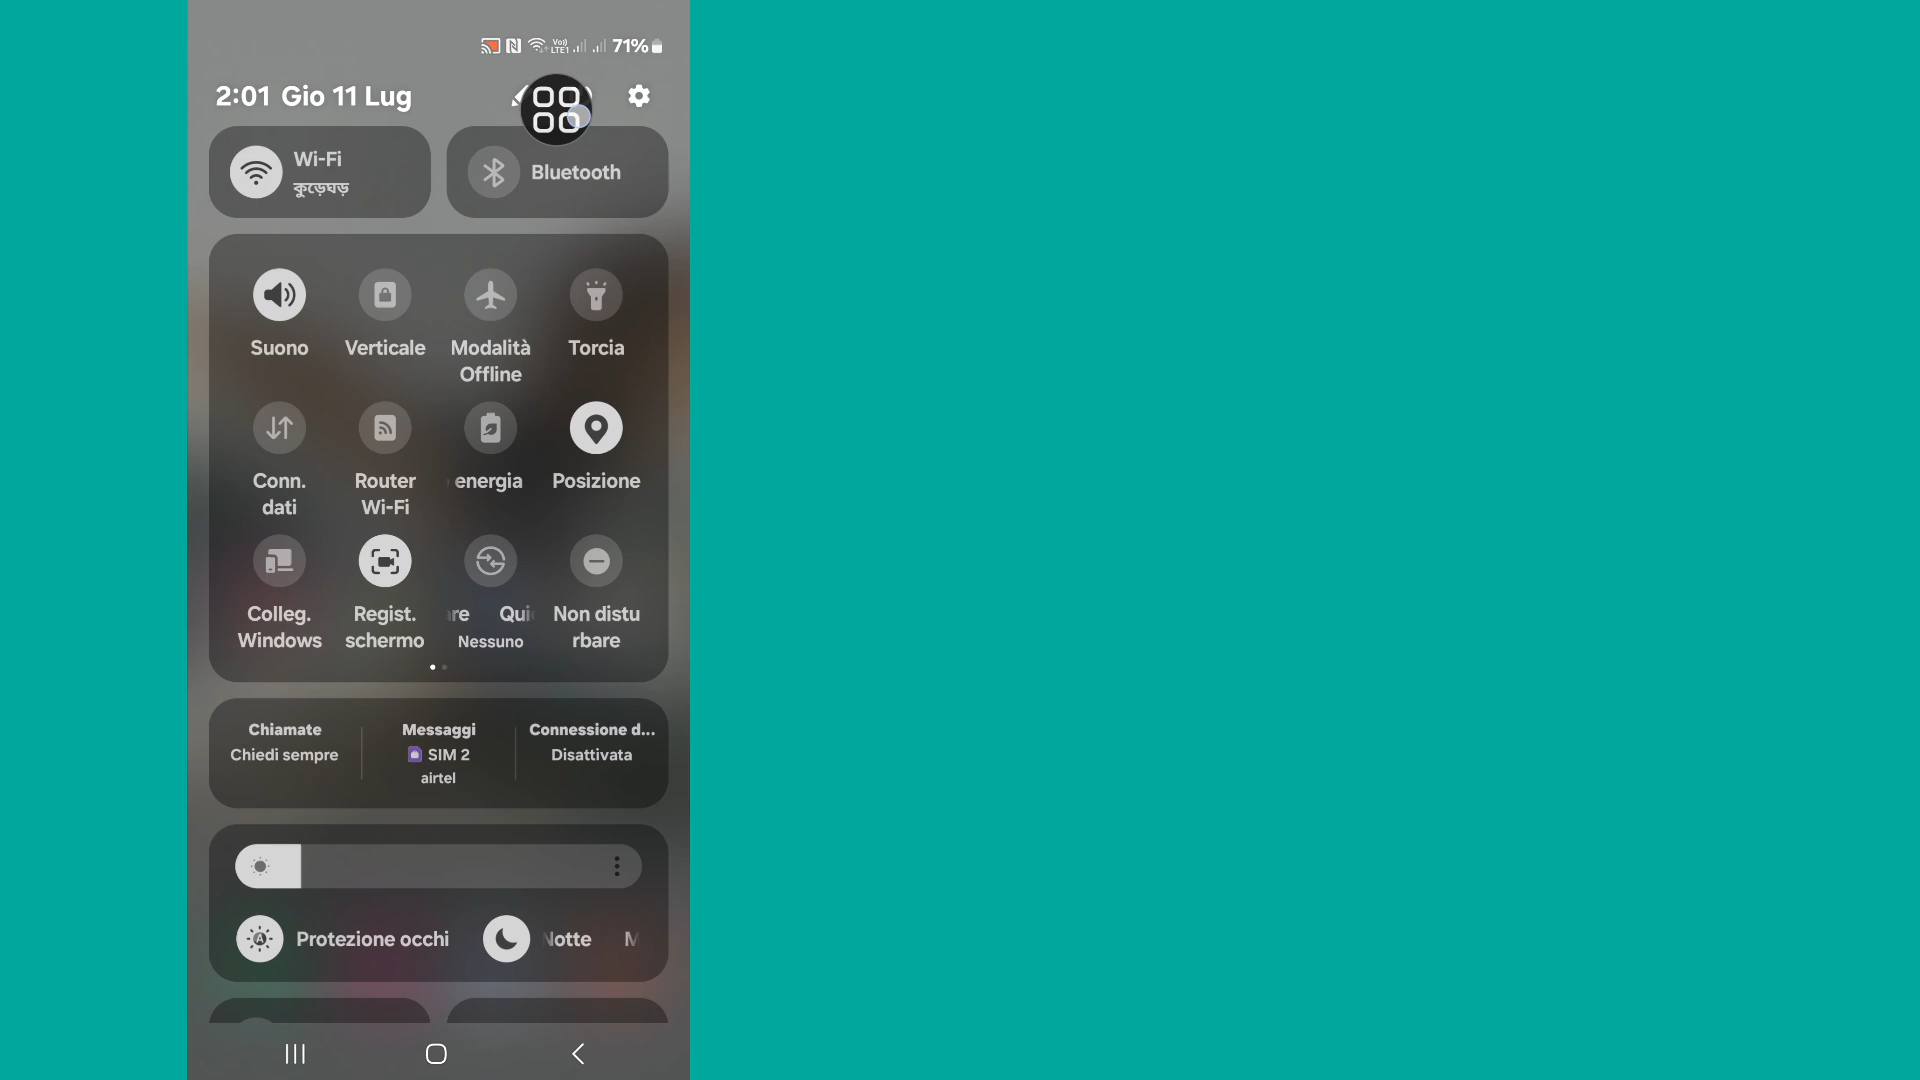 71%
2:01 Gio 11 Lug
Wi-Fi
কুড়েঘড়
Bluetooth
Suono
Verticale
Modalità
Offline
Torcia
Conn.
dati
Router
Wi-Fi
energia
Posizione
Colleg.
Windows
Regist.
schermo
Nessuno
Non distu
rbare
Chiamate
Chiedi sempre
Messaggi
SIM 2
airtel
Connessione d...
Disattivata
Protezione occhi
Notte